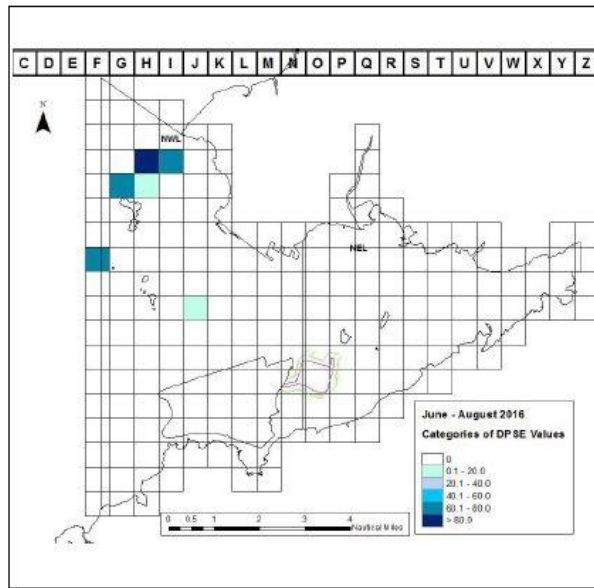 C D E F G H I J K L M N O P Q R S T U V W X Y Z
N
NWL
NEL
June - August 2016
Categories of DPSE Values
0
0.1 - 20.0
20.1 - 40.0
40.1 - 60.0
60.1 - 80.0
> 80.0
0 0.5 1 2 3 4
Nautical Miles